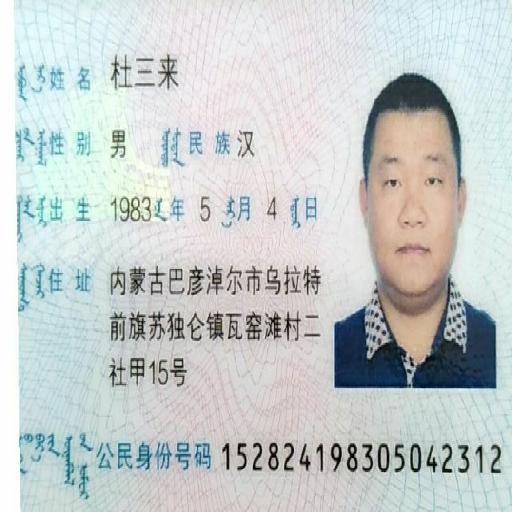 姓名 杜三来
性别 男 民族 汉
出生 1983 年 5 月 4 日
住址 内蒙古巴彦淖尔市乌拉特
前旗苏独仑镇瓦窑滩村二
社甲15号
公民身份号码 152824198305042312